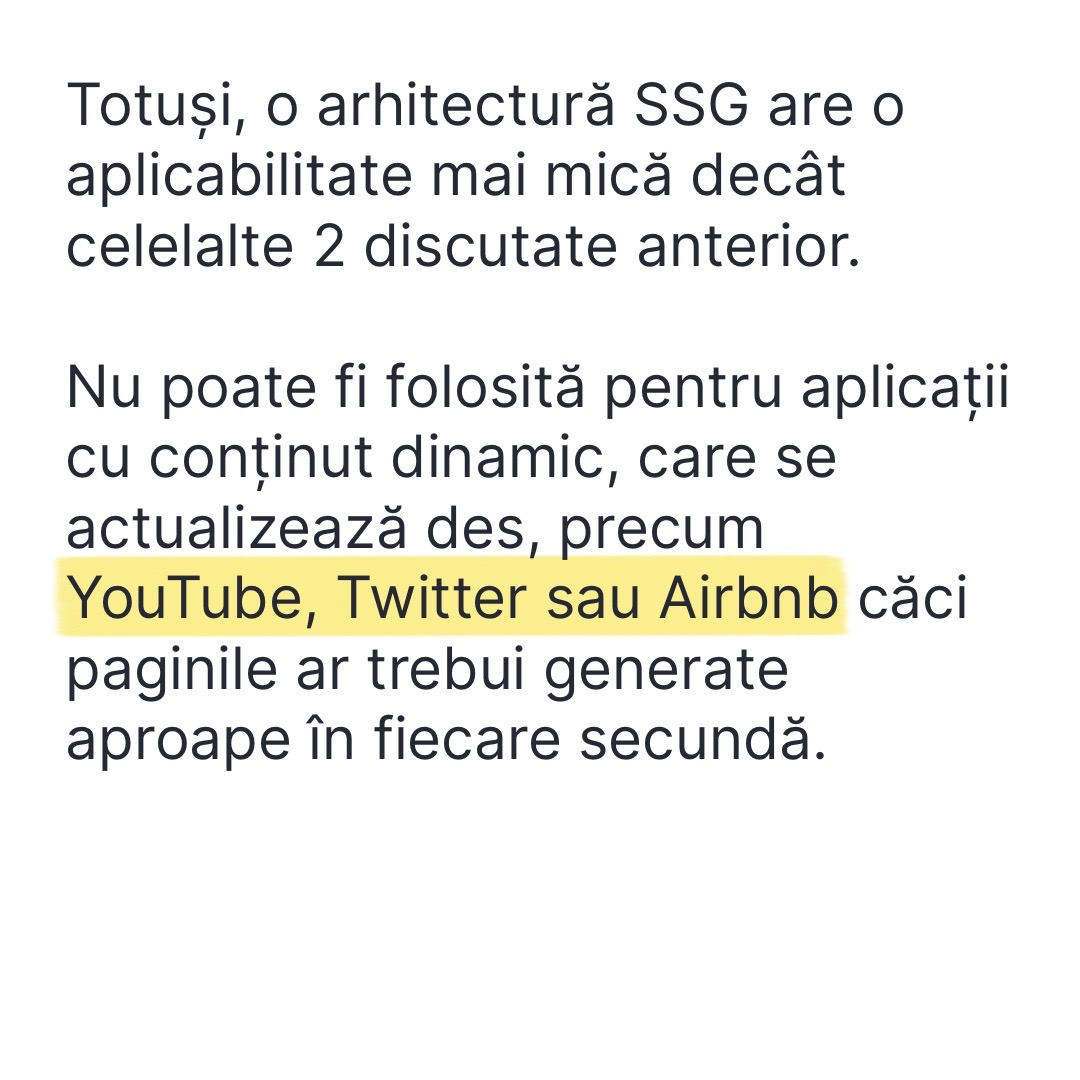 Totuși, o arhitectură SSG are o
aplicabilitate mai mică decât
celelalte 2 discutate anterior.
Nu poate fi folosită pentru aplicații
cu conținut dinamic, care se
actualizează des, precum
YouTube, Twitter sau Airbnb căci
paginile ar trebui generate
aproape în fiecare secundă.